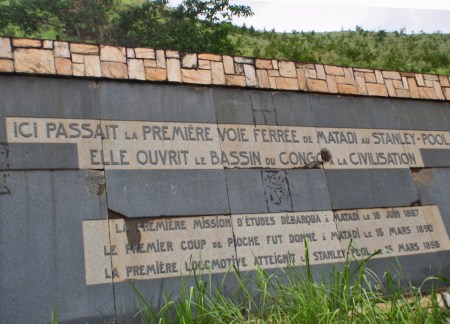 ICI PASSAIT LA PREMIÈRE VOIE FERRÉE DE MATADI AU STANLEY-POOL
ELLE OUVRIT LE BASSIN DU CONGO À LA CIVILISATION
LA PREMIÈRE MISSION D'ÉTUDES DÉBARQUA À MATADI LE 18 JUIN 1887
LE PREMIER COUP DE PIOCHE FUT DONNÉ À MATADI LE 15 MARS 1890
LA PREMIÈRE LOCOMOTIVE ATTEIGNIT LE STANLEY-POOL MARS 1898